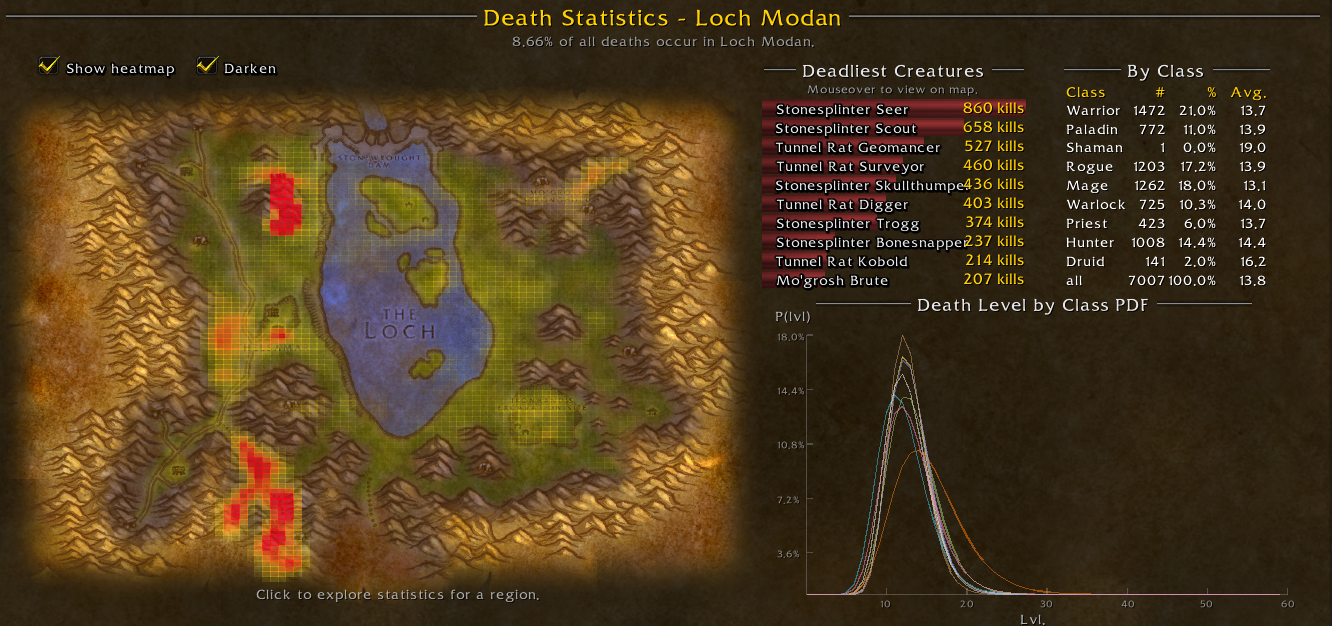 Death Statistics - Loch Modan
8.66% of all deaths occur in Loch Modan.
Show heatmap
Darken
STONEWROUGHT
DAM
THE
LOCH
Click to explore statistics for a region.
Deadliest Creatures
Mouseover to view on map.
Stonesplinter Seer 860 kills
Stonesplinter Scout 658 kills
Tunnel Rat Geomancer 527 kills
Tunnel Rat Surveyor 460 kills
Stonesplinter Skullthumpe 436 kills
Tunnel Rat Digger 403 kills
Stonesplinter Trogg 374 kills
Stonesplinter Bonesnapper 237 kills
Tunnel Rat Kobold 214 kills
Mo'grosh Brute 207 kills
By Class
Class # % Avg.
Warrior 1472 21.0% 13.7
Paladin 772 11.0% 13.9
Shaman 1 0.0% 19.0
Rogue 1203 17.2% 13.9
Mage 1262 18.0% 13.1
Warlock 725 10.3% 14.0
Priest 423 6.0% 13.7
Hunter 1008 14.4% 14.4
Druid 141 2.0% 16.2
all 7007 100.0% 13.8
Death Level by Class PDF
P(lvl)
18.0%
14.4%
10.8%
7.2%
3.6%
10 20 30 40 50 60
Lvl.